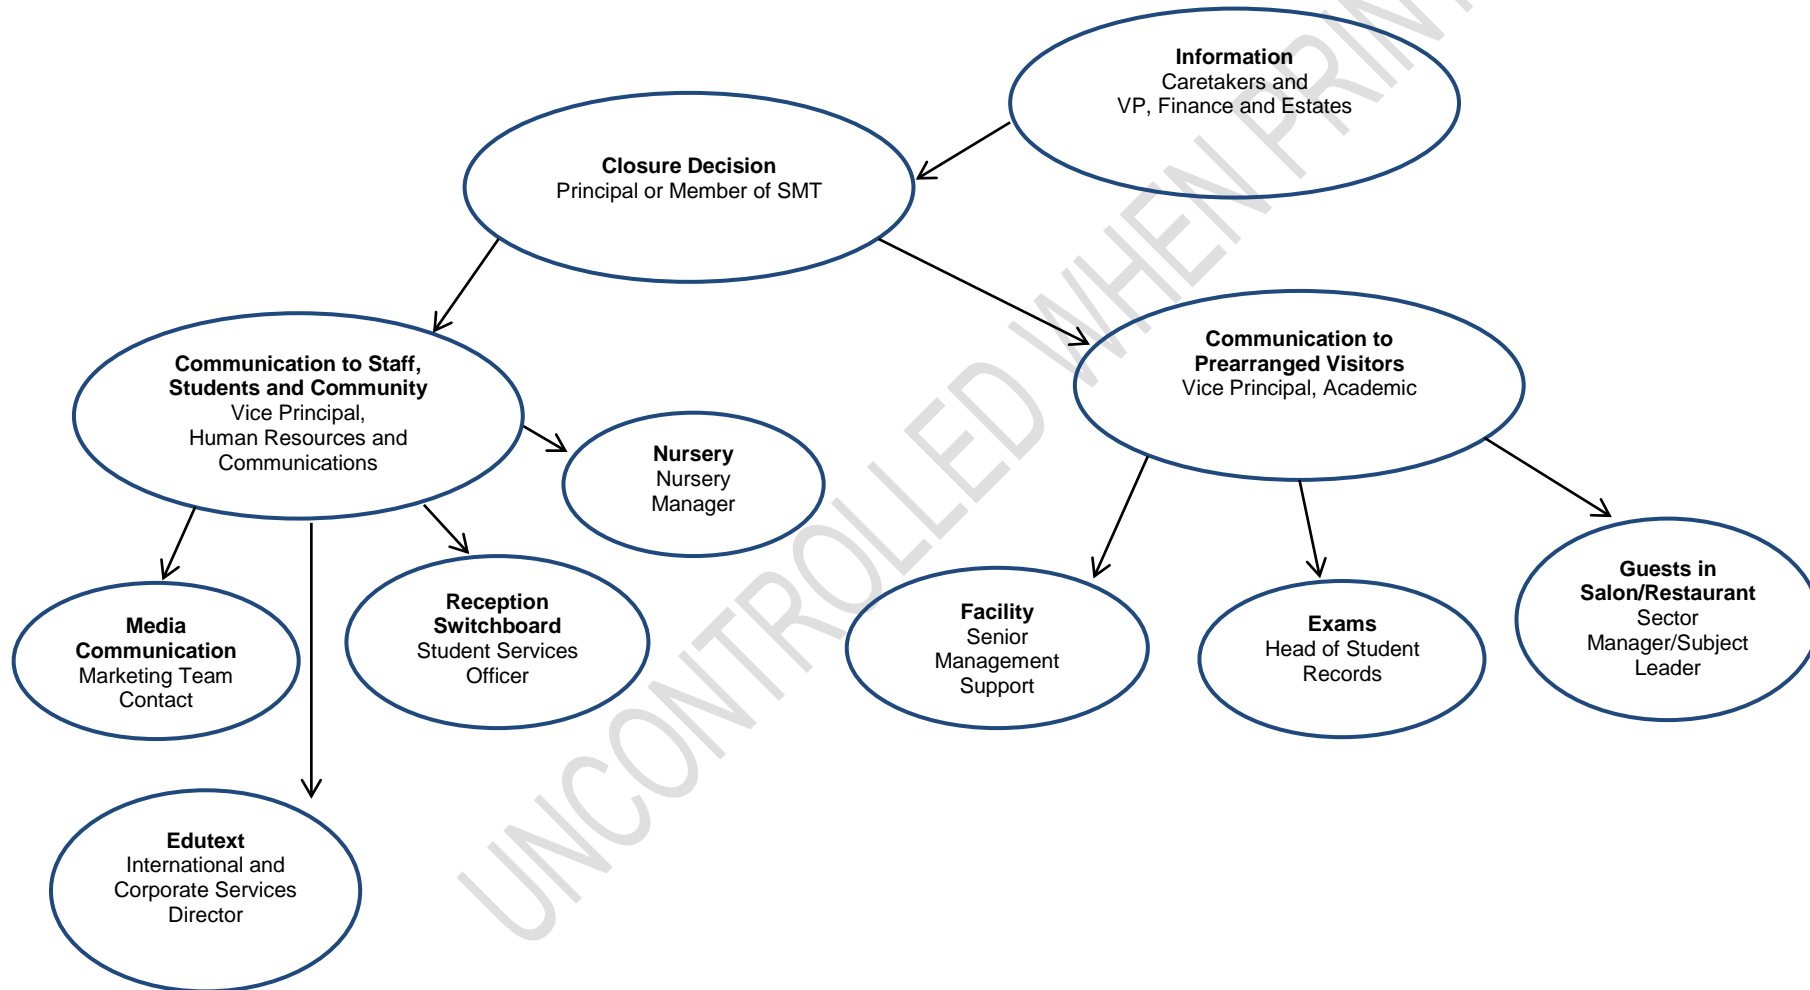 Information
Caretakers and
VP, Finance and Estates
Closure Decision
Principal or Member of SMT
Communication to Staff,
Students and Community
Vice Principal,
Human Resources and
Communications
Communication to
Prearranged Visitors
Vice Principal, Academic
Nursery
Nursery
Manager
Media
Communication
Marketing Team
Contact
Reception
Switchboard
Student Services
Officer
Facility
Senior
Management
Support
Exams
Head of Student
Records
Guests in
Salon/Restaurant
Sector
Manager/Subject
Leader
Edutext
International and
Corporate Services
Director
UNCONTROLLED WHEN PRINT